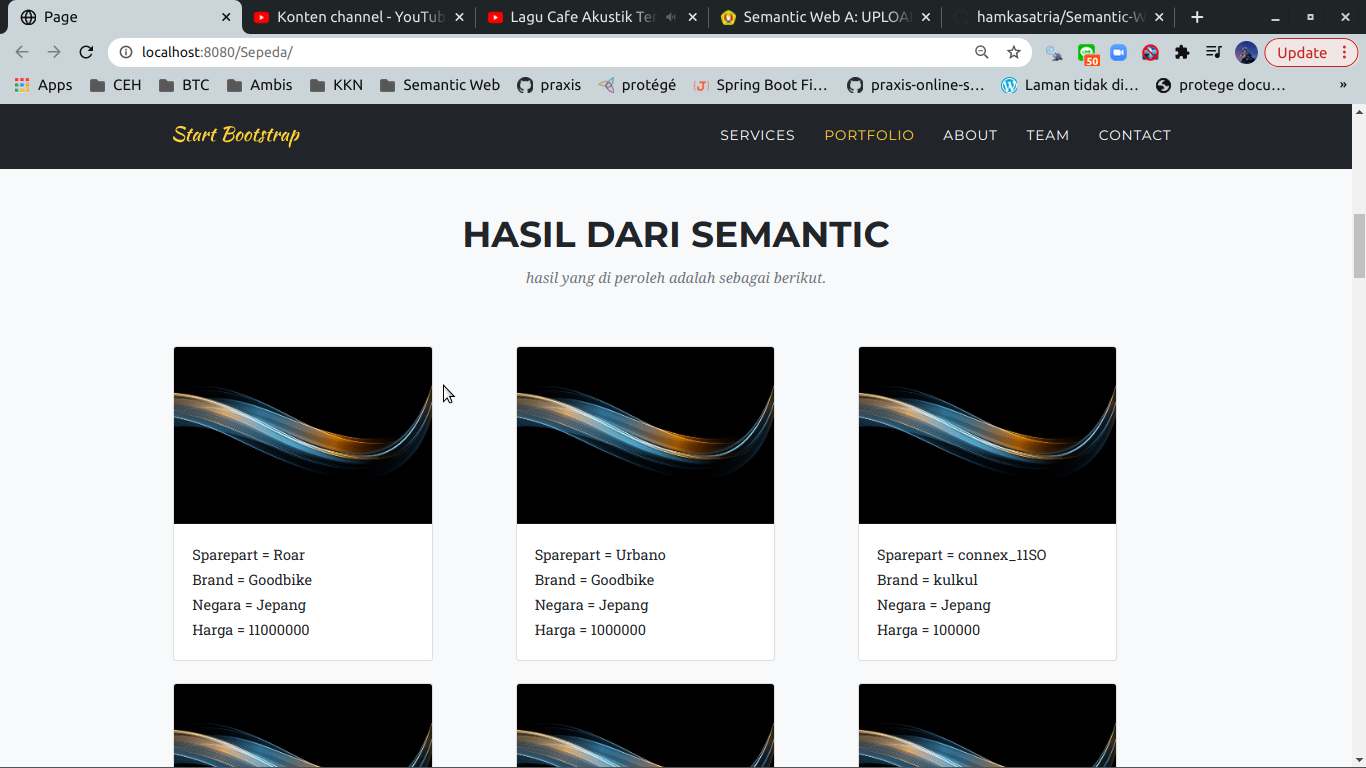 Page
Konten channel - YouTub
Lagu Cafe Akustik Ter
Semantic Web A: UPLOA
hamkasatria/Semantic-W
localhost:8080/Sepeda/
50
Update
Apps
CEH
BTC
Ambis
KKN
Semantic Web
praxis
protégé
Spring Boot Fi...
praxis-online-s...
Laman tidak di...
protege docu...
»
Start Bootstrap
SERVICES
PORTFOLIO
ABOUT
TEAM
CONTACT
HASIL DARI SEMANTIC
hasil yang di peroleh adalah sebagai berikut.
Sparepart = Roar
Brand = Goodbike
Negara = Jepang
Harga = 11000000
Sparepart = Urbano
Brand = Goodbike
Negara = Jepang
Harga = 1000000
Sparepart = connex_11SO
Brand = kulkul
Negara = Jepang
Harga = 100000